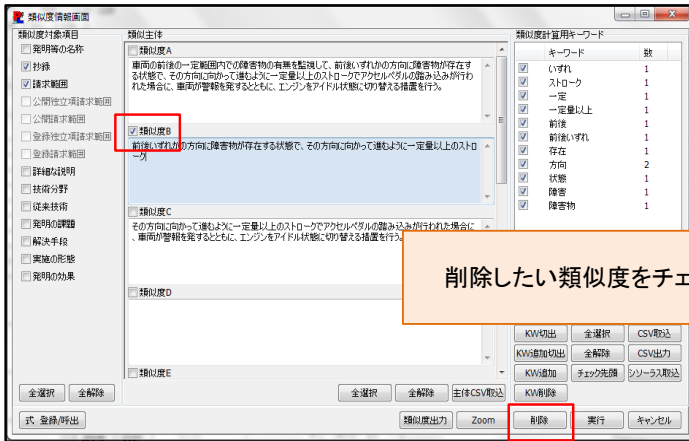 類似度情報画面
類似度対象項目
発明等の名称
抄録
請求範囲
公開独立項請求範囲
公開請求範囲
登録独立項請求範囲
登録請求範囲
詳細な説明
技術分野
従来技術
発明の課題
解決手段
実施の形態
発明の効果
全選択 全解除
式 登録/呼出
類似主体
類似度A
車両の前後の一定範囲内での障害物の有無を監視して、前後いずれかの方向に障害物が存在す
る状態で、その方向に向かって進むように一定量以上のストロークでアクセルペダルの踏み込みが行わ
れた場合に、車両が警報を発するとともに、エンジンをアイドル状態に切り替える措置を行う。
類似度B
前後いずれかの方向に障害物が存在する状態で、その方向に向かって進むように一定量以上のストロ
ーク
類似度C
その方向に向かって進むように一定量以上のストロークでアクセルペダルの踏み込みが行われた場合に
、車両が警報を発するとともに、エンジンをアイドル状態に切り替える措置を行う。
類似度D
類似度E
全選択 全解除 主体CSV取込
類似度出力 Zoom 削除 実行 キャンセル
類似度計算用キーワード
キーワード 数
いずれ 1
ストローク 1
一定 1
一定量以上 1
前後 1
前後いずれ 1
存在 1
方向 2
状態 1
障害 1
障害物 1
削除したい類似度をチェ
KW切出 全選択 CSV取込
KW追加切出 全解除 CSV出力
KW追加 チェック先頭 シソーラス取込
KW削除